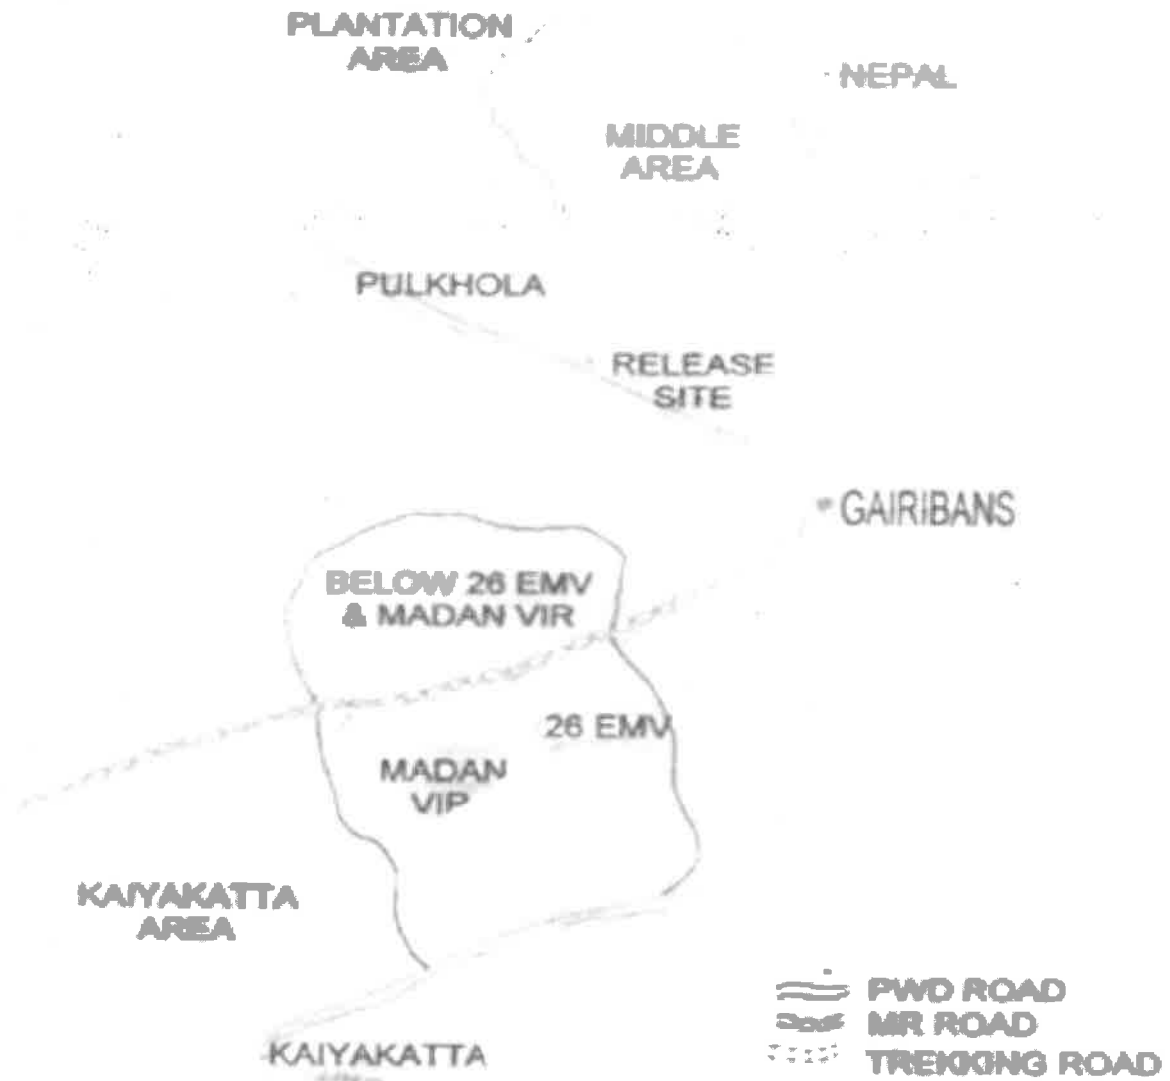 PLANTATION
AREA
NEPAL
MIDDLE
AREA
PULKHOLA
RELEASE
SITE
GAIRIBANS
BELOW 26 EMV
& MADAN VIR
26 EMV
MADAN
VIP
KAIYAKATTA
AREA
KAIYAKATTA
PWD ROAD
MR ROAD
TREKKING ROAD